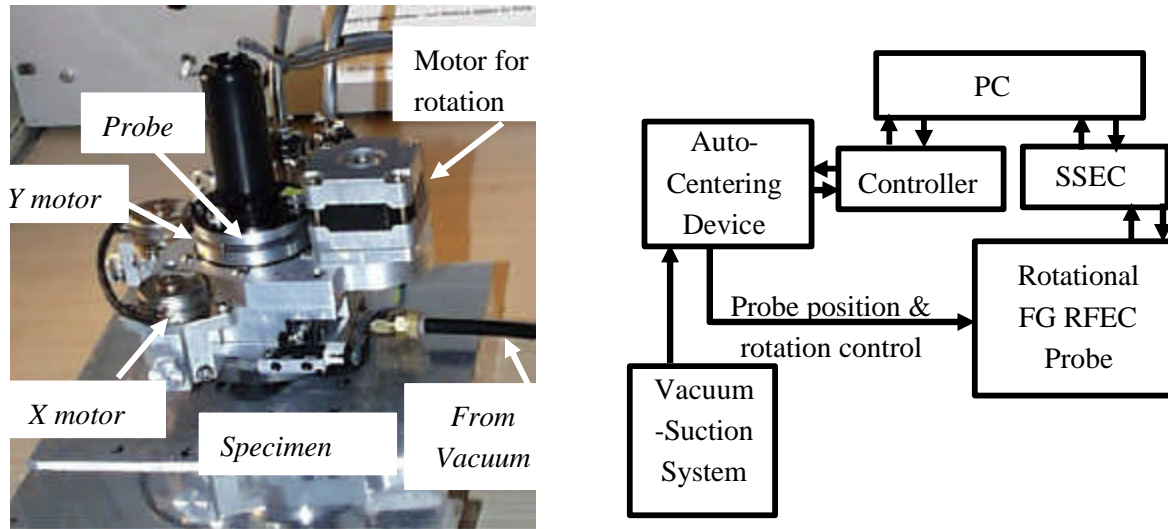 Motor for
rotation
Probe
Y motor
X motor
Specimen
From
Vacuum
PC
Auto-
Centering
Device
Controller
SSEC
Probe position &
rotation control
Rotational
FG RFEC
Probe
Vacuum
-Suction
System